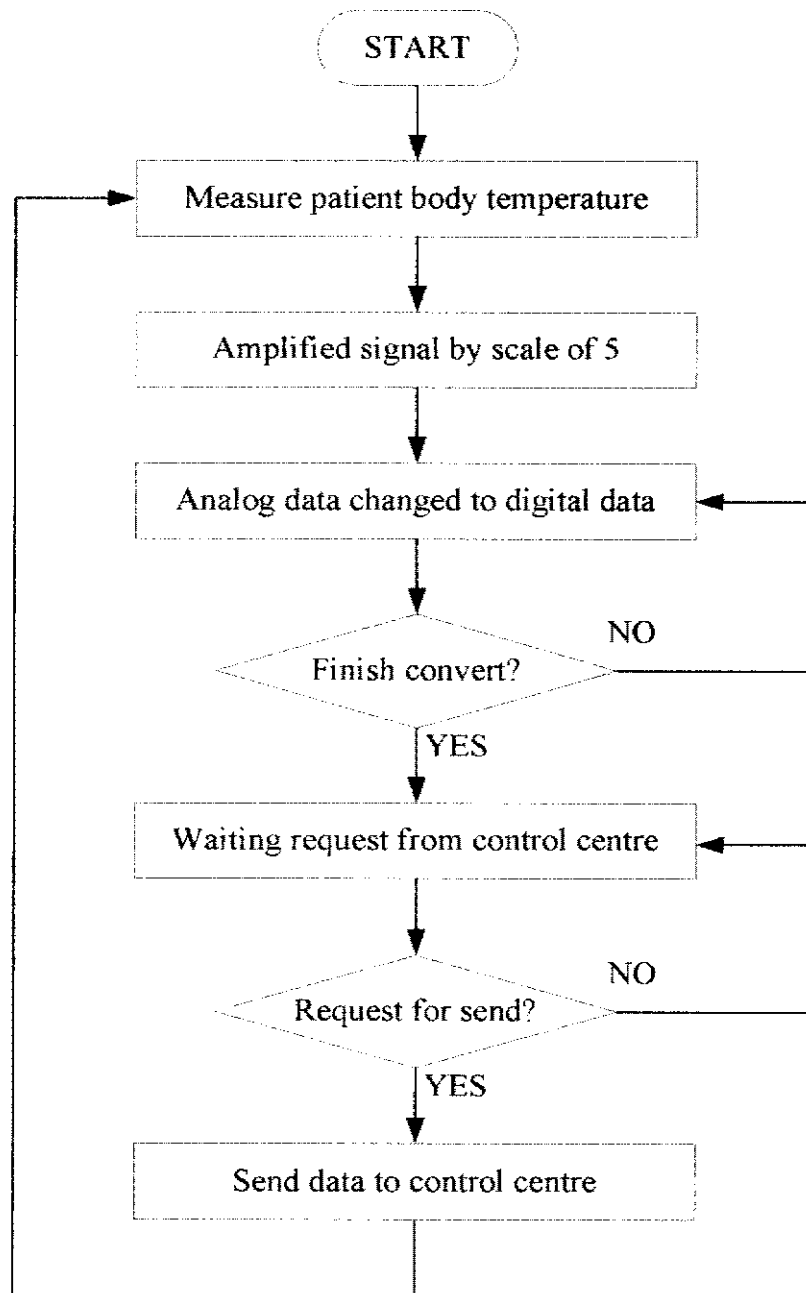 START
Measure patient body temperature
Amplified signal by scale of 5
Analog data changed to digital data
NO
Finish convert?
YES
Waiting request from control centre
NO
Request for send?
YES
Send data to control centre